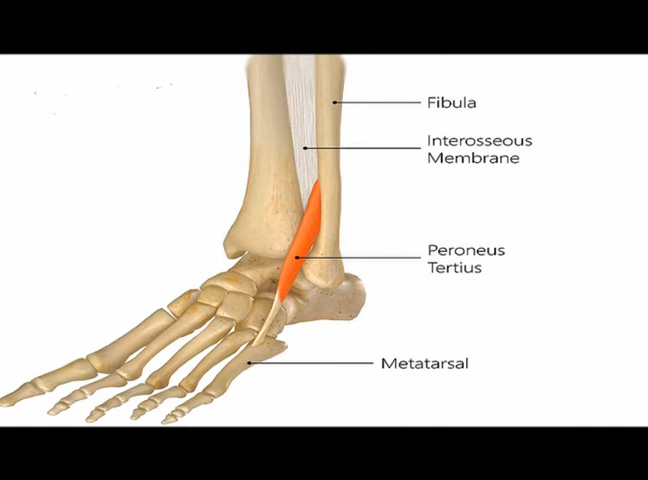 Fibula
Interosseous
Membrane
Peroneus
Tertius
Metatarsal